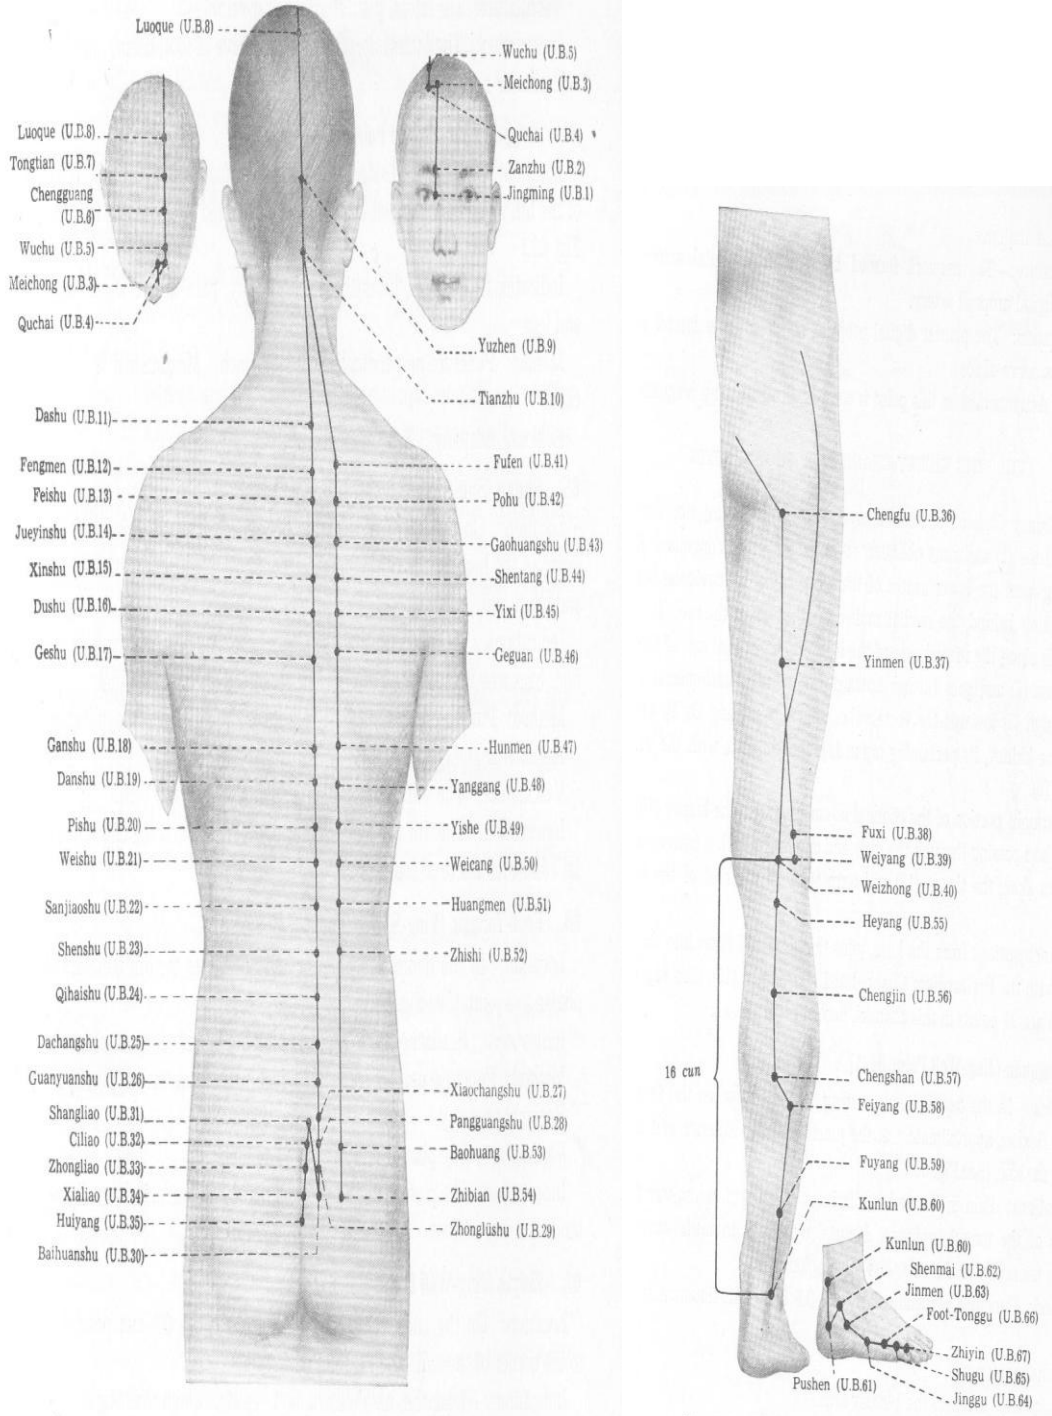 Luoque (U.B.8)
Luoque (U.B.8)
Tongtian (U.B.7)
Chengguang
(U.B.6)
Wuchu (U.B.5)
Meichong (U.B.3)
Quchai (U.B.4)
Wuchu (U.B.5)
Meichong (U.B.3)
Quchai (U.B.4)
Zanzhu (U.B.2)
Jingming (U.B.1)
Yuzhen (U.B.9)
Tianzhu (U.B.10)
Dashu (U.B.11)
Fengmen (U.B.12)
Feishu (U.B.13)
Jueyinshu (U.B.14)
Xinshu (U.B.15)
Dushu (U.B.16)
Geshu (U.B.17)
Ganshu (U.B.18)
Danshu (U.B.19)
Pishu (U.B.20)
Weishu (U.B.21)
Sanjiaoshu (U.B.22)
Shenshu (U.B.23)
Qihaishu (U.B.24)
Dachangshu (U.B.25)
Guanyuanshu (U.B.26)
Shangliao (U.B.31)
Ciliao (U.B.32)
Zhongliao (U.B.33)
Xialiao (U.B.34)
Huiyang (U.B.35)
Baihuanshu (U.B.30)
Fufen (U.B.41)
Pohu (U.B.42)
Gaohuangshu (U.B.43)
Shentang (U.B.44)
Yixi (U.B.45)
Geguan (U.B.46)
Hunmen (U.B.47)
Yanggang (U.B.48)
Yishe (U.B.49)
Weicang (U.B.50)
Huangmen (U.B.51)
Zhishi (U.B.52)
Xiaochangshu (U.B.27)
Pangguangshu (U.B.28)
Baohuang (U.B.53)
Zhibian (U.B.54)
Zhonglüshu (U.B.29)
Chengfu (U.B.36)
Yinmen (U.B.37)
Fuxi (U.B.38)
Weiyang (U.B.39)
Weizhong (U.B.40)
Heyang (U.B.55)
Chengjin (U.B.56)
16 cun
Chengshan (U.B.57)
Feiyang (U.B.58)
Fuyang (U.B.59)
Kunlun (U.B.60)
Kunlun (U.B.60)
Shenmai (U.B.62)
Jinmen (U.B.63)
Foot-Tonggu (U.B.66)
Zhiyin (U.B.67)
Shugu (U.B.65)
Jinggu (U.B.64)
Pushen (U.B.61)